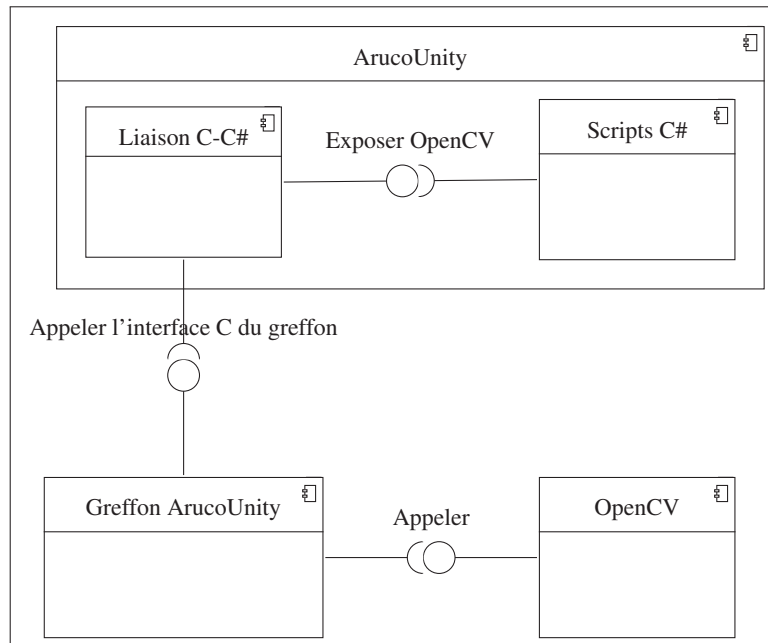 ArucoUnity
Liaison C-C#
Exposer OpenCV
Scripts C#
Appeler l'interface C du greffon
Greffon ArucoUnity
Appeler
OpenCV